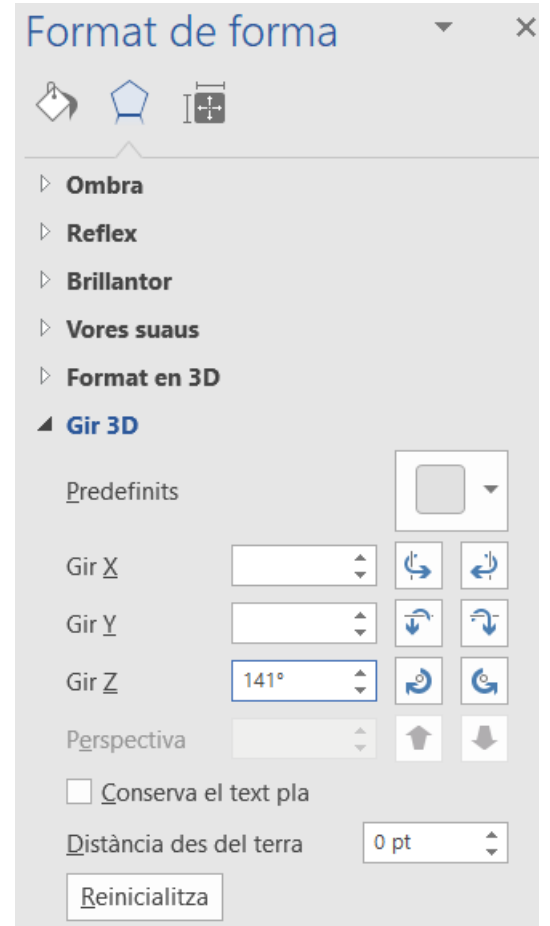 Format de forma
Ombra
Reflex
Brillantor
Vores suaus
Format en 3D
Gir 3D
Predefinits
Gir X
Gir Y
Gir Z 141°
Perspectiva
Conserva el text pla
Distància des del terra 0 pt
Reinicialitza